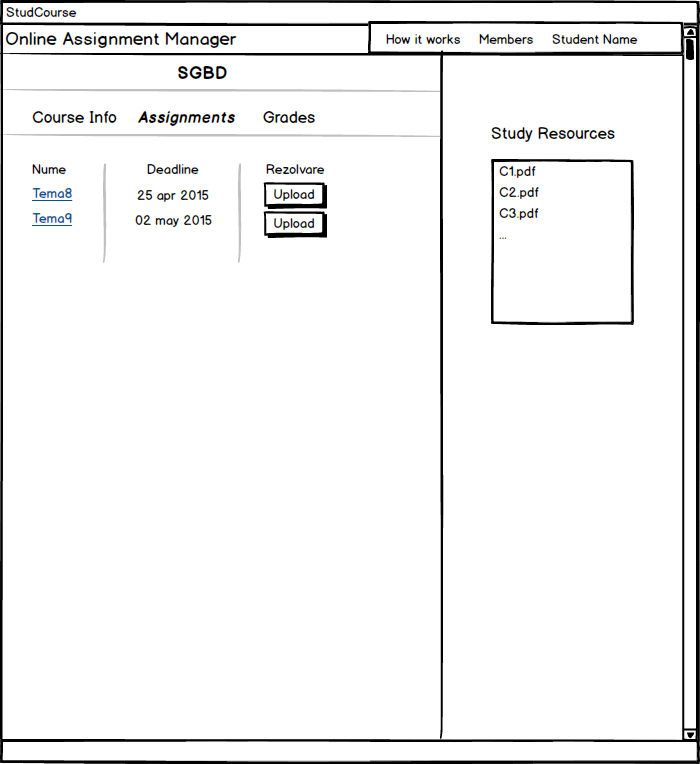 StudCourse
Online Assignment Manager
How it works Members Student Name
SGBD
Course Info Assignments Grades
Nume Deadline Rezolvare
Tema8 25 apr 2015 Upload
Tema9 02 may 2015 Upload
Study Resources
C1.pdf
C2.pdf
C3.pdf
...